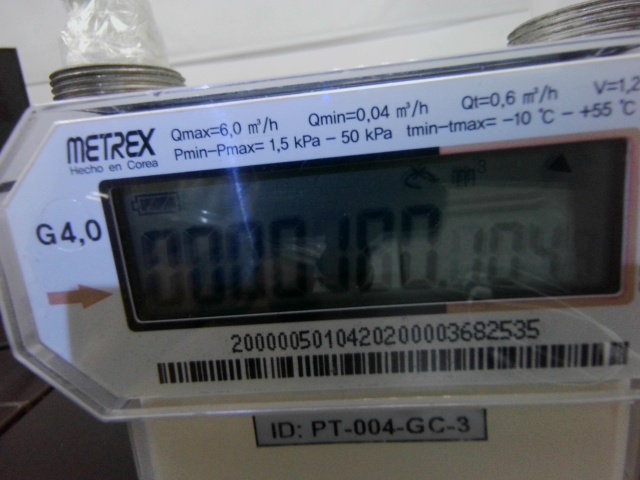 METREX
Hecho en Corea
Qmax=6,0 m³/h Qmin=0,04 m³/h Qt=0,6 m³/h V=1,2
Pmin-Pmax= 1,5 kPa - 50 kPa tmin-tmax= -10 °C - +55 °C
G4,0
m³
0000100.104
20000050104202000003682535
ID: PT-004-GC-3